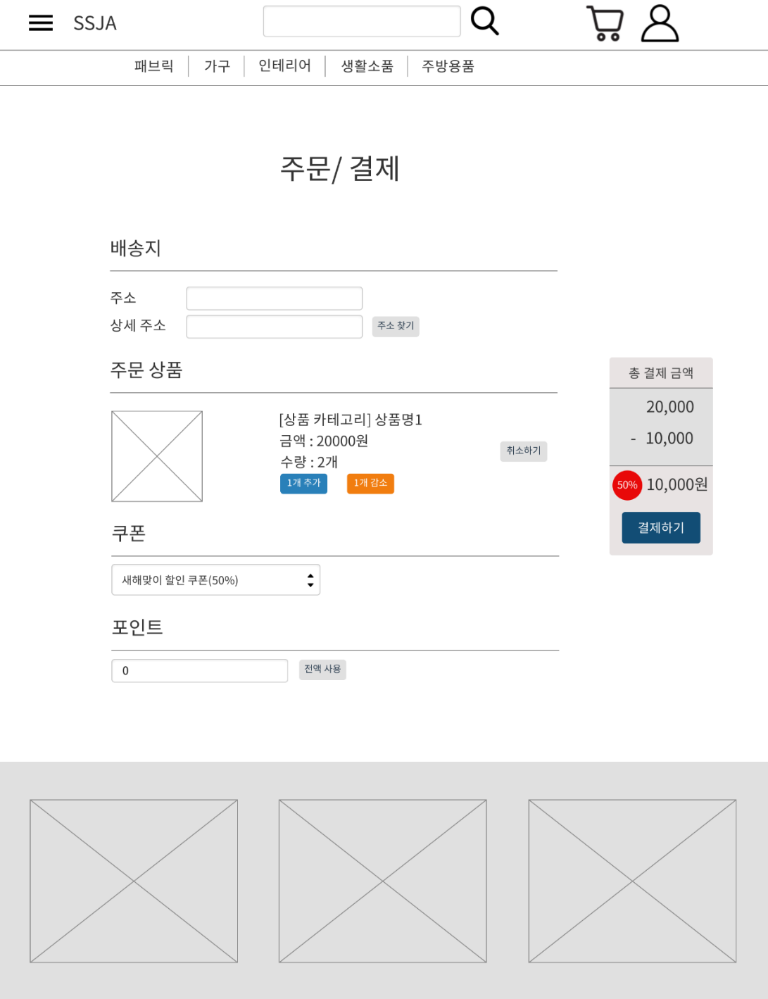 SSJA
패브릭
가구
인테리어
생활소품
주방용품
주문/ 결제
배송지
주소
상세 주소
주소 찾기
주문 상품
[상품 카테고리] 상품명1
금액 : 20000원
수량 : 2개
1개 추가
1개 감소
취소하기
쿠폰
새해맞이 할인 쿠폰(50%)
포인트
0
전액 사용
총 결제 금액
20,000
- 10,000
50% 10,000원
결제하기